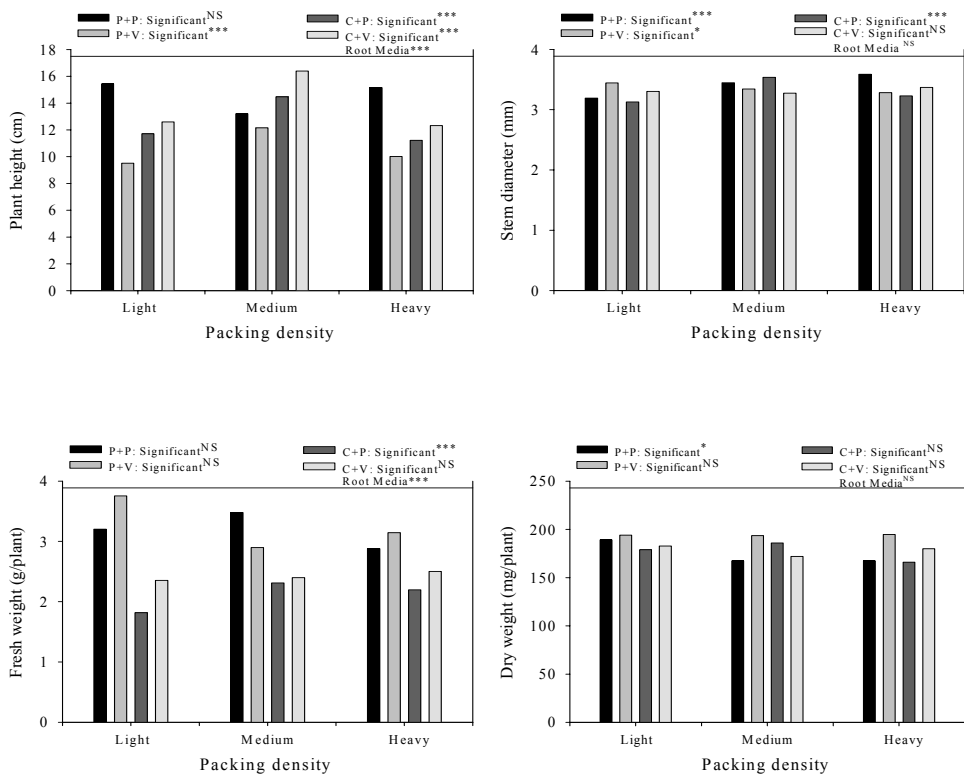 P+P: Significant^NS C+P: Significant***
P+V: Significant*** C+V: Significant***
Root Media***
Plant height (cm)
18
16
14
12
10
8
6
4
2
0
Light Medium Heavy
Packing density
P+P: Significant*** C+P: Significant***
P+V: Significant* C+V: Significant^NS
Root Media^NS
Stem diameter (mm)
4
3
2
1
0
Light Medium Heavy
Packing density
P+P: Significant^NS C+P: Significant***
P+V: Significant^NS C+V: Significant^NS
Root Media***
Fresh weight (g/plant)
4
3
2
1
0
Light Medium Heavy
Packing density
P+P: Significant* C+P: Significant^NS
P+V: Significant^NS C+V: Significant^NS
Root Media^NS
Dry weight (mg/plant)
250
200
150
100
50
0
Light Medium Heavy
Packing density